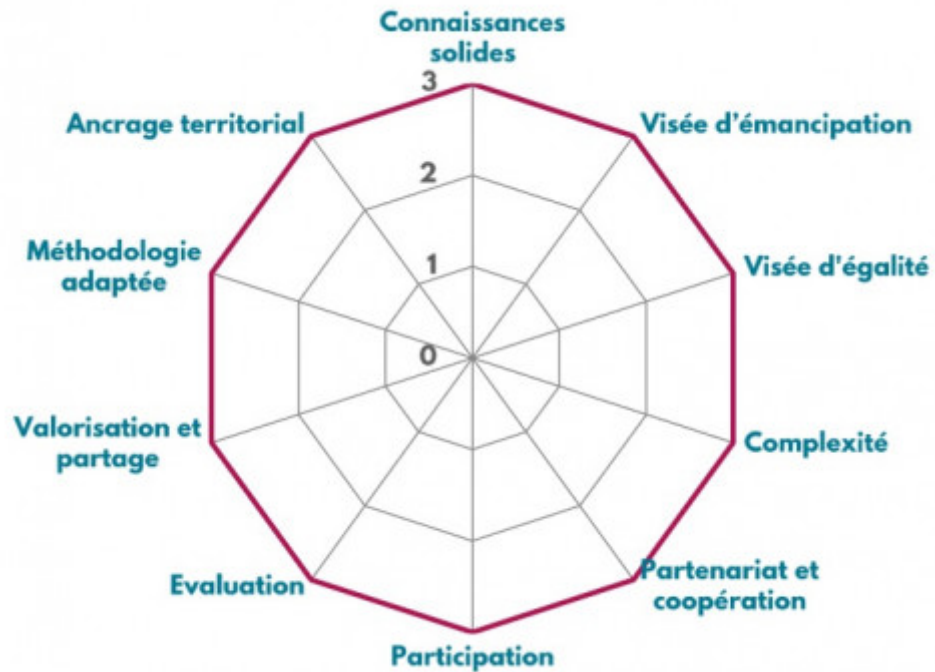 Connaissances
solides
3
Ancrage territorial
Visée d'émancipation
2
Méthodologie
adaptée
1
Visée d'égalité
0
Valorisation et
partage
Complexité
Evaluation
Partenariat et
coopération
Participation